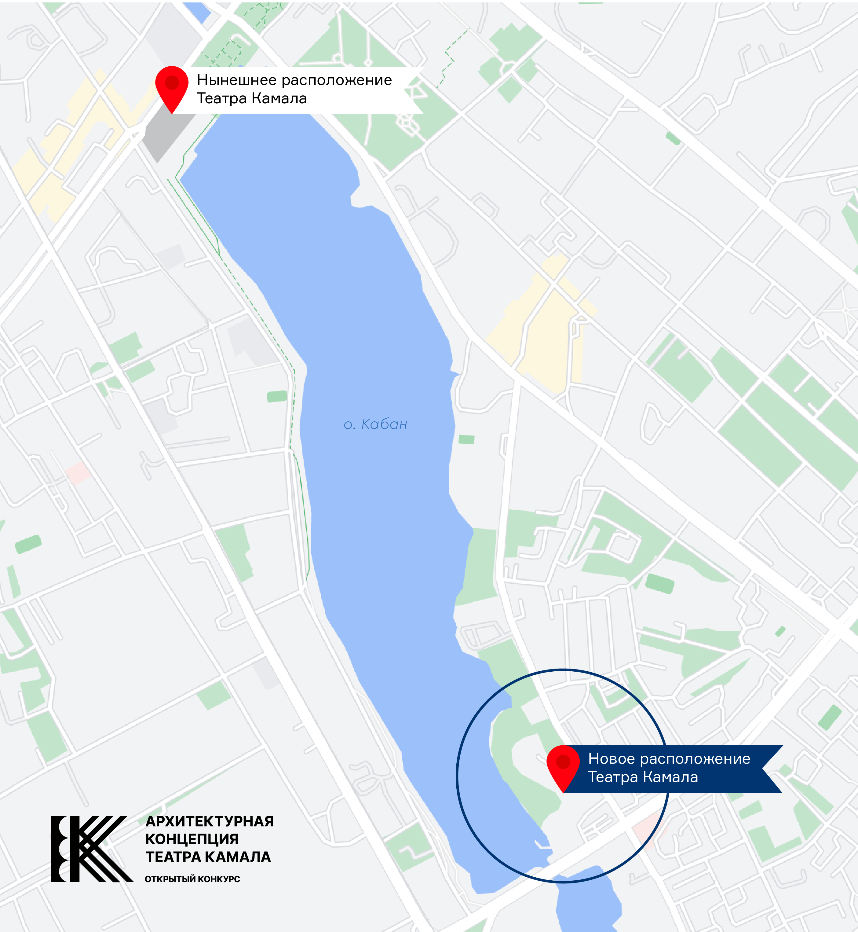 Нынешнее расположение
Театра Камала
о. Кабан
Новое расположение
Театра Камала
АРХИТЕКТУРНАЯ
КОНЦЕПЦИЯ
ТЕАТРА КАМАЛА
ОТКРЫТЫЙ КОНКУРС